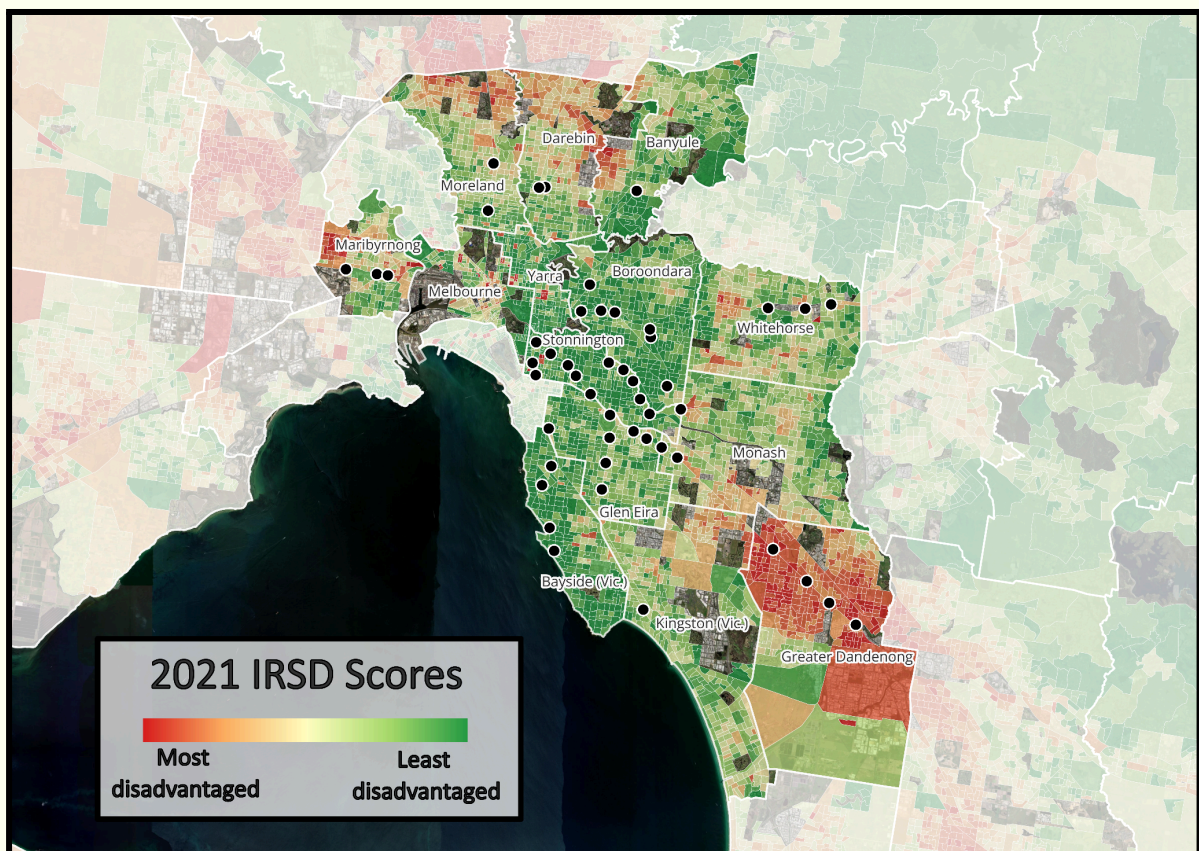 Darebin
Banyule
Moreland
Maribyrnong
Boroondara
Yarra
Melbourne
Whitehorse
Stonnington
Monash
Glen Eira
Bayside (Vic.)
Kingston (Vic.)
Greater Dandenong
2021 IRSD Scores
Most
disadvantaged
Least
disadvantaged